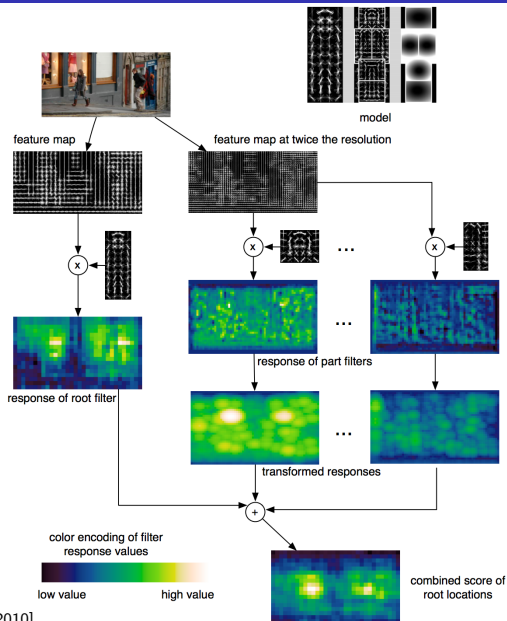 model
feature map
feature map at twice the resolution
x
x
...
x
...
response of part filters
response of root filter
...
transformed responses
+
color encoding of filter
response values
low value
high value
combined score of
root locations
2010]